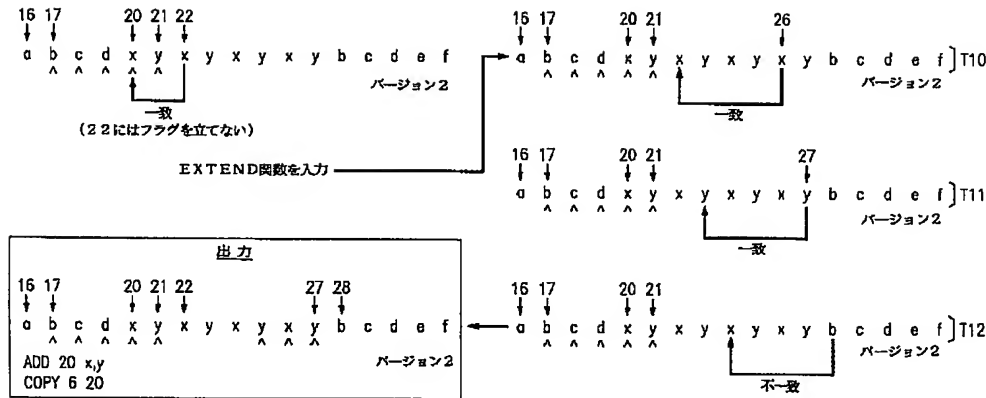 16 17 20 21 22
a b c d x y x y x y x y b c d e f
^ ^ ^ ^ ^
バージョン2
一致
(22にはフラグを立てない)
EXTEND関数を入力
16 17 20 21 26
a b c d x y x y x y x y b c d e f ]T10
^ ^ ^ ^ ^
バージョン2
一致
16 17 20 21 27
a b c d x y x y x y x y b c d e f ]T11
^ ^ ^ ^ ^
バージョン2
一致
16 17 20 21
a b c d x y x y x y x y b c d e f ]T12
^ ^ ^ ^ ^
バージョン2
不一致
出力
16 17 20 21 22 27 28
a b c d x y x y x y x y b c d e f
^ ^ ^ ^ ^ ^ ^ ^
バージョン2
ADD 20 x,y
COPY 6 20